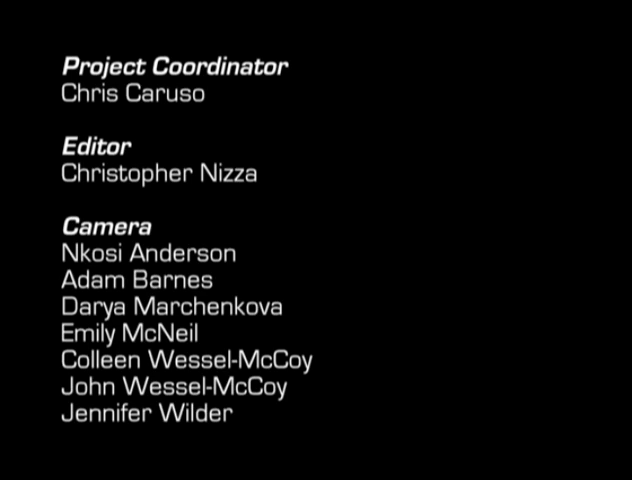 Project Coordinator
Chris Caruso
Editor
Christopher Nizza
Camera
Nkosi Anderson
Adam Barnes
Darya Marchenkova
Emily McNeil
Colleen Wessel-McCoy
John Wessel-McCoy
Jennifer Wilder